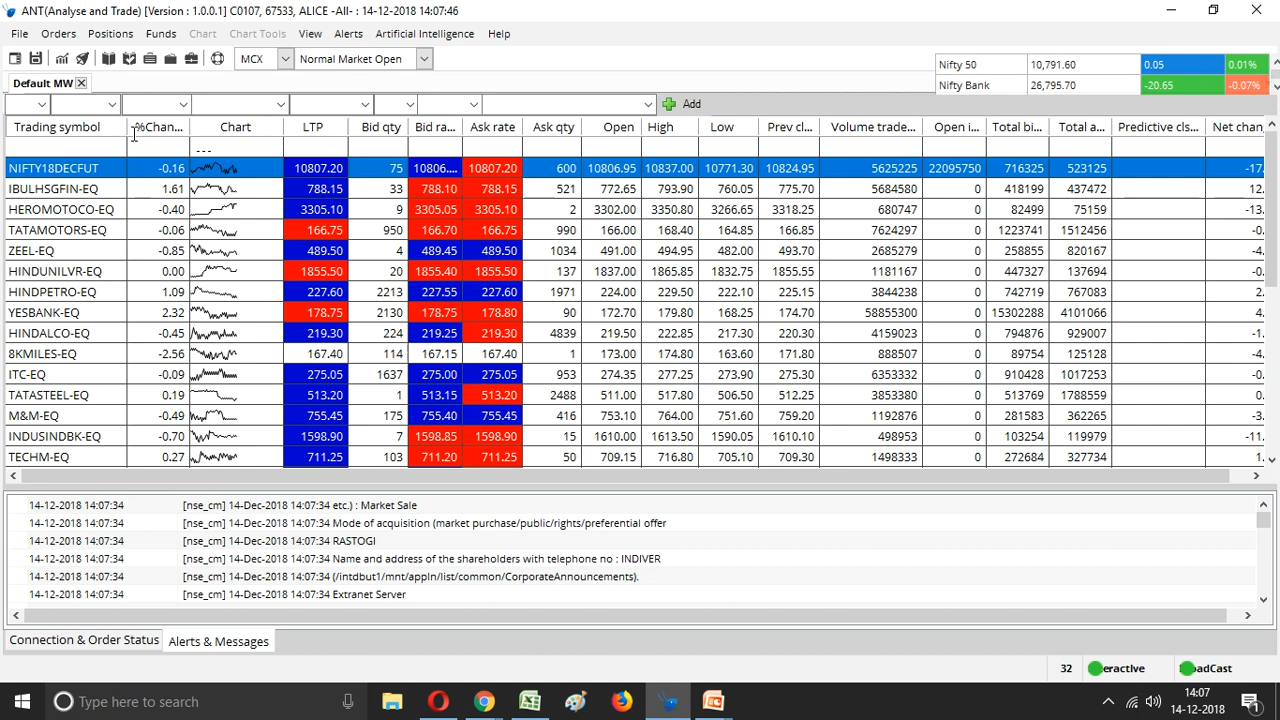 ANT(Analyse and Trade) [Version : 1.0.0.1] C0107, 67533, ALICE -All- : 14-12-2018 14:07:46
File Orders Positions Funds Chart Chart Tools View Alerts Artificial Intelligence Help
MCX Normal Market Open
Nifty 50 10,791.60 0.05 0.01%
Nifty Bank 26,795.70 -20.65 -0.07%
Default MW
Add
Trading symbol %Chan... Chart LTP Bid qty Bid ra... Ask rate Ask qty Open High Low Prev cl... Volume trade... Open i... Total bi... Total a... Predictive cls... Net chan
---
NIFTY18DECFUT -0.16 10807.20 75 10806.... 10807.20 600 10806.95 10837.00 10771.30 10824.95 5625225 22095750 716325 523125 -17.
IBULHSGFIN-EQ 1.61 788.15 33 788.10 788.15 521 772.65 793.90 760.05 775.70 5684580 0 418199 437472 12.
HEROMOTOCO-EQ -0.40 3305.10 9 3305.05 3305.10 2 3302.00 3350.80 3266.65 3318.25 680747 0 82499 75159 -13.
TATAMOTORS-EQ -0.06 166.75 950 166.70 166.75 990 166.00 168.40 164.85 166.85 7624297 0 1223741 1512456 -0.
ZEEL-EQ -0.85 489.50 4 489.45 489.50 1034 491.00 494.95 482.00 493.70 2685279 0 258855 820167 -4.
HINDUNILVR-EQ 0.00 1855.50 20 1855.40 1855.50 137 1837.00 1865.85 1832.75 1855.55 1181167 0 447327 137694 -0.
HINDPETRO-EQ 1.09 227.60 2213 227.55 227.60 1971 224.00 229.50 222.10 225.15 3844238 0 742719 767083 2.
YESBANK-EQ 2.32 178.75 2130 178.75 178.80 90 172.70 179.80 168.25 174.70 58855300 0 15302288 4101066 4.
HINDALCO-EQ -0.45 219.30 224 219.25 219.30 4839 219.50 222.85 217.30 220.30 4159023 0 794876 929007 -1.
8KMILES-EQ -2.56 167.40 114 167.15 167.40 1 173.00 174.80 163.60 171.80 888507 0 89754 125128 -4.
ITC-EQ -0.09 275.05 1637 275.00 275.05 953 274.35 277.25 273.95 275.30 6353332 0 910428 1017253 -0.
TATASTEEL-EQ 0.19 513.20 1 513.15 513.20 2488 511.00 517.80 506.50 512.25 3853380 0 513769 1788559 0.
M&M-EQ -0.49 755.45 175 755.40 755.45 416 753.10 764.00 751.60 759.20 1192876 0 281583 362265 -3.
INDUSINDBK-EQ -0.70 1598.90 7 1598.85 1598.90 15 1610.00 1613.50 1590.05 1610.10 498953 0 103254 119979 -11.
TECHM-EQ 0.27 711.25 103 711.20 711.25 50 709.15 716.80 705.10 709.30 1498333 0 272684 327734 1.
14-12-2018 14:07:34 [nse_cm] 14-Dec-2018 14:07:34 etc.) : Market Sale
14-12-2018 14:07:34 [nse_cm] 14-Dec-2018 14:07:34 Mode of acquisition (market purchase/public/rights/preferential offer
14-12-2018 14:07:34 [nse_cm] 14-Dec-2018 14:07:34 RASTOGI
14-12-2018 14:07:34 [nse_cm] 14-Dec-2018 14:07:34 Name and address of the shareholders with telephone no : INDIVER
14-12-2018 14:07:34 [nse_cm] 14-Dec-2018 14:07:34 (/intdbut1/mnt/appln/list/common/CorporateAnnouncements).
14-12-2018 14:07:34 [nse_cm] 14-Dec-2018 14:07:34 Extranet Server
Connection & Order Status Alerts & Messages
32 eractive adCast
Type here to search 14:07
14-12-2018